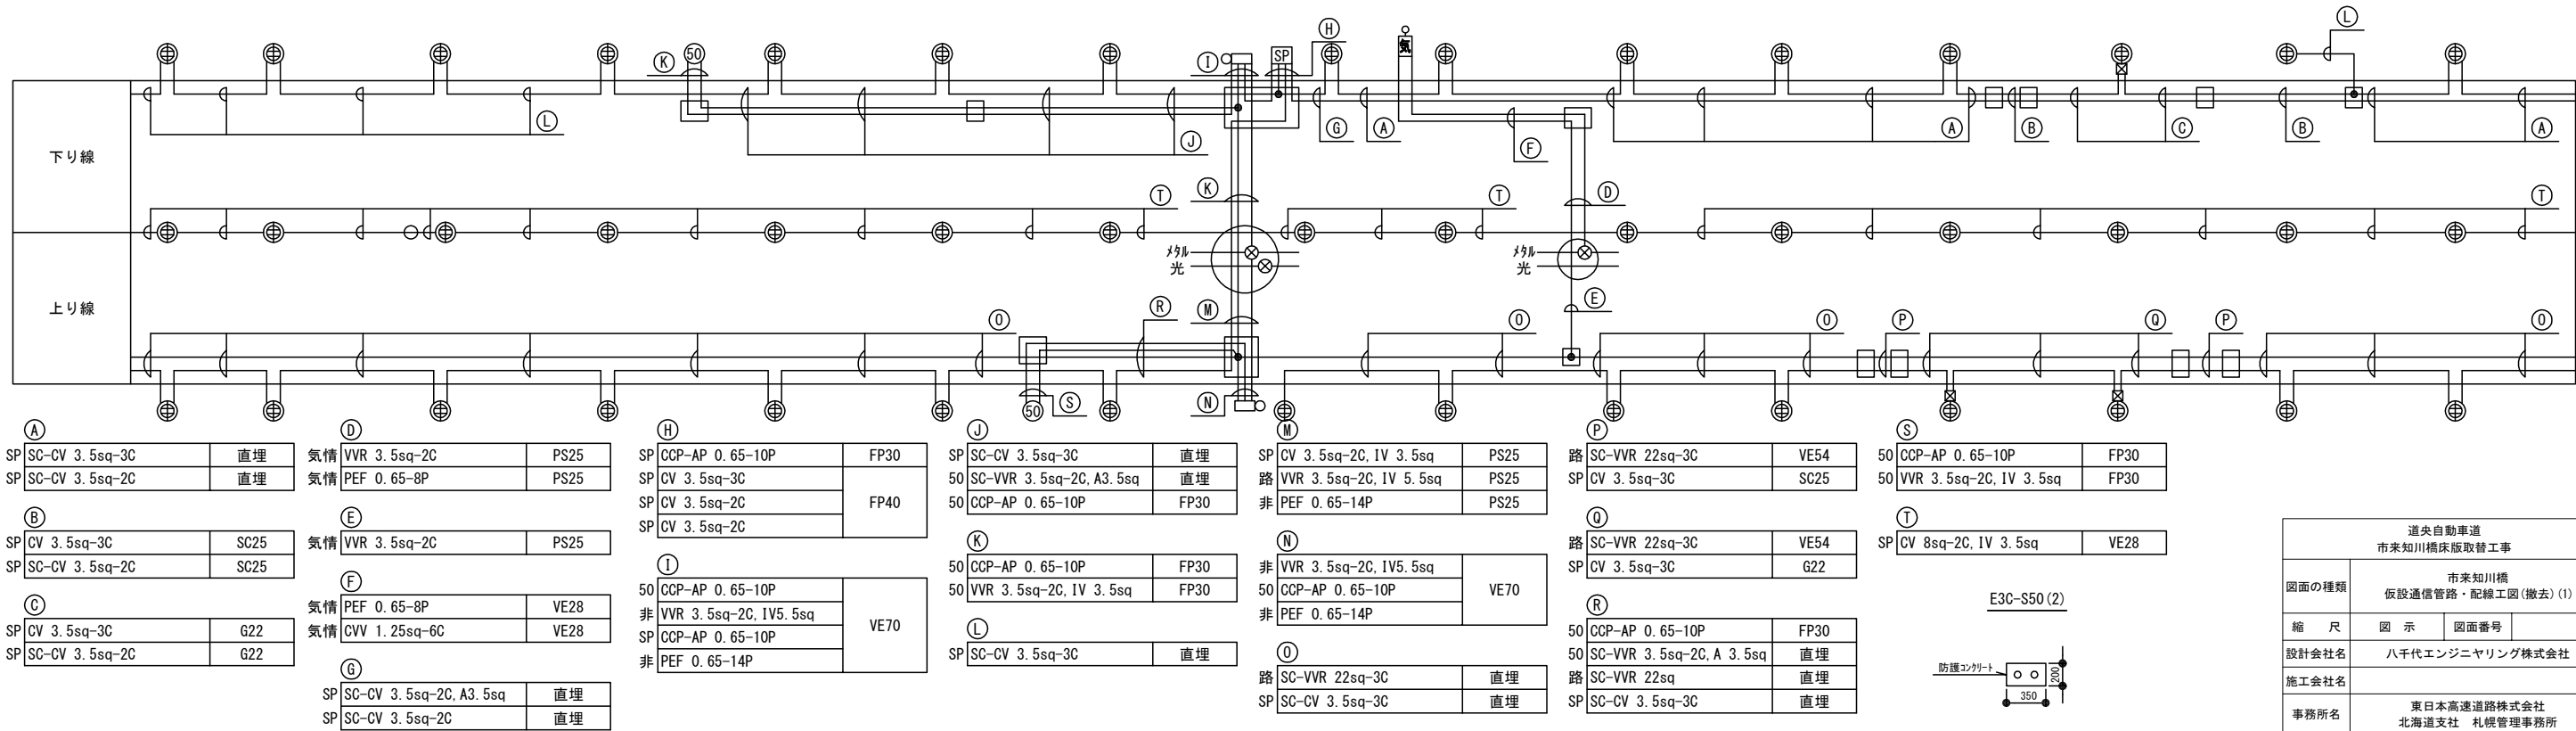 Ⓗ Ⓛ
Ⓚ 50 Ⓘ SP 気
Ⓛ Ⓙ Ⓖ Ⓐ Ⓕ Ⓐ Ⓑ Ⓒ Ⓑ Ⓐ
下り線
Ⓣ Ⓚ Ⓣ Ⓓ Ⓣ
メタル メタル
光 光
上り線
Ⓞ Ⓡ Ⓜ Ⓞ Ⓔ Ⓞ Ⓟ Ⓠ Ⓟ Ⓞ
50 Ⓢ Ⓝ
Ⓐ
SP SC-CV 3.5sq-3C 直埋
SP SC-CV 3.5sq-2C 直埋
Ⓑ
SP CV 3.5sq-3C SC25
SP SC-CV 3.5sq-2C SC25
Ⓒ
SP CV 3.5sq-3C G22
SP SC-CV 3.5sq-2C G22
Ⓓ
気情 VVR 3.5sq-2C PS25
気情 PEF 0.65-8P PS25
Ⓔ
気情 VVR 3.5sq-2C PS25
Ⓕ
気情 PEF 0.65-8P VE28
気情 CVV 1.25sq-6C VE28
Ⓖ
SP SC-CV 3.5sq-2C,A3.5sq 直埋
SP SC-CV 3.5sq-2C 直埋
Ⓗ
SP CCP-AP 0.65-10P FP30
SP CV 3.5sq-3C
SP CV 3.5sq-2C FP40
SP CV 3.5sq-2C
Ⓘ
50 CCP-AP 0.65-10P
非 VVR 3.5sq-2C,IV5.5sq VE70
SP CCP-AP 0.65-10P
非 PEF 0.65-14P
Ⓙ
SP SC-CV 3.5sq-3C 直埋
50 SC-VVR 3.5sq-2C,A3.5sq 直埋
50 CCP-AP 0.65-10P FP30
Ⓚ
50 CCP-AP 0.65-10P FP30
50 VVR 3.5sq-2C,IV 3.5sq FP30
Ⓛ
SP SC-CV 3.5sq-3C 直埋
Ⓜ
SP CV 3.5sq-2C,IV 3.5sq PS25
路 VVR 3.5sq-2C,IV 5.5sq PS25
非 PEF 0.65-14P PS25
Ⓝ
非 VVR 3.5sq-2C,IV5.5sq
50 CCP-AP 0.65-10P VE70
非 PEF 0.65-14P
Ⓞ
路 SC-VVR 22sq-3C 直埋
SP SC-CV 3.5sq-3C 直埋
Ⓟ
路 SC-VVR 22sq-3C VE54
SP CV 3.5sq-3C SC25
Ⓠ
路 SC-VVR 22sq-3C VE54
SP CV 3.5sq-3C G22
Ⓡ
50 CCP-AP 0.65-10P FP30
50 SC-VVR 3.5sq-2C,A 3.5sq 直埋
路 SC-VVR 22sq 直埋
SP SC-CV 3.5sq-3C 直埋
Ⓢ
50 CCP-AP 0.65-10P FP30
50 VVR 3.5sq-2C,IV 3.5sq FP30
Ⓣ
SP CV 8sq-2C,IV 3.5sq VE28
E3C-S50(2)
防護コンクリート
200
350
道央自動車道
市来知川橋床版取替工事
図面の種類 市来知川橋
仮設通信管路・配線工図(撤去)(1)
縮 尺 図 示 図面番号
設計会社名 八千代エンジニヤリング株式会社
施工会社名
事務所名 東日本高速道路株式会社
北海道支社 札幌管理事務所